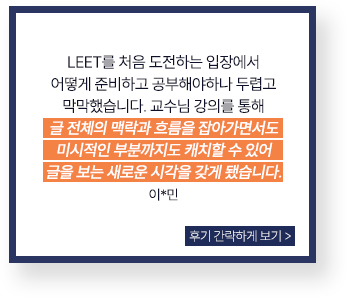 LEET를 처음 도전하는 입장에서
어떻게 준비하고 공부해야하나 두렵고
막막했습니다. 교수님 강의를 통해
글 전체의 맥락과 흐름을 잡아가면서도
미시적인 부분까지도 캐치할 수 있어
글을 보는 새로운 시각을 갖게 됐습니다.
이*민
후기 간략하게 보기 >